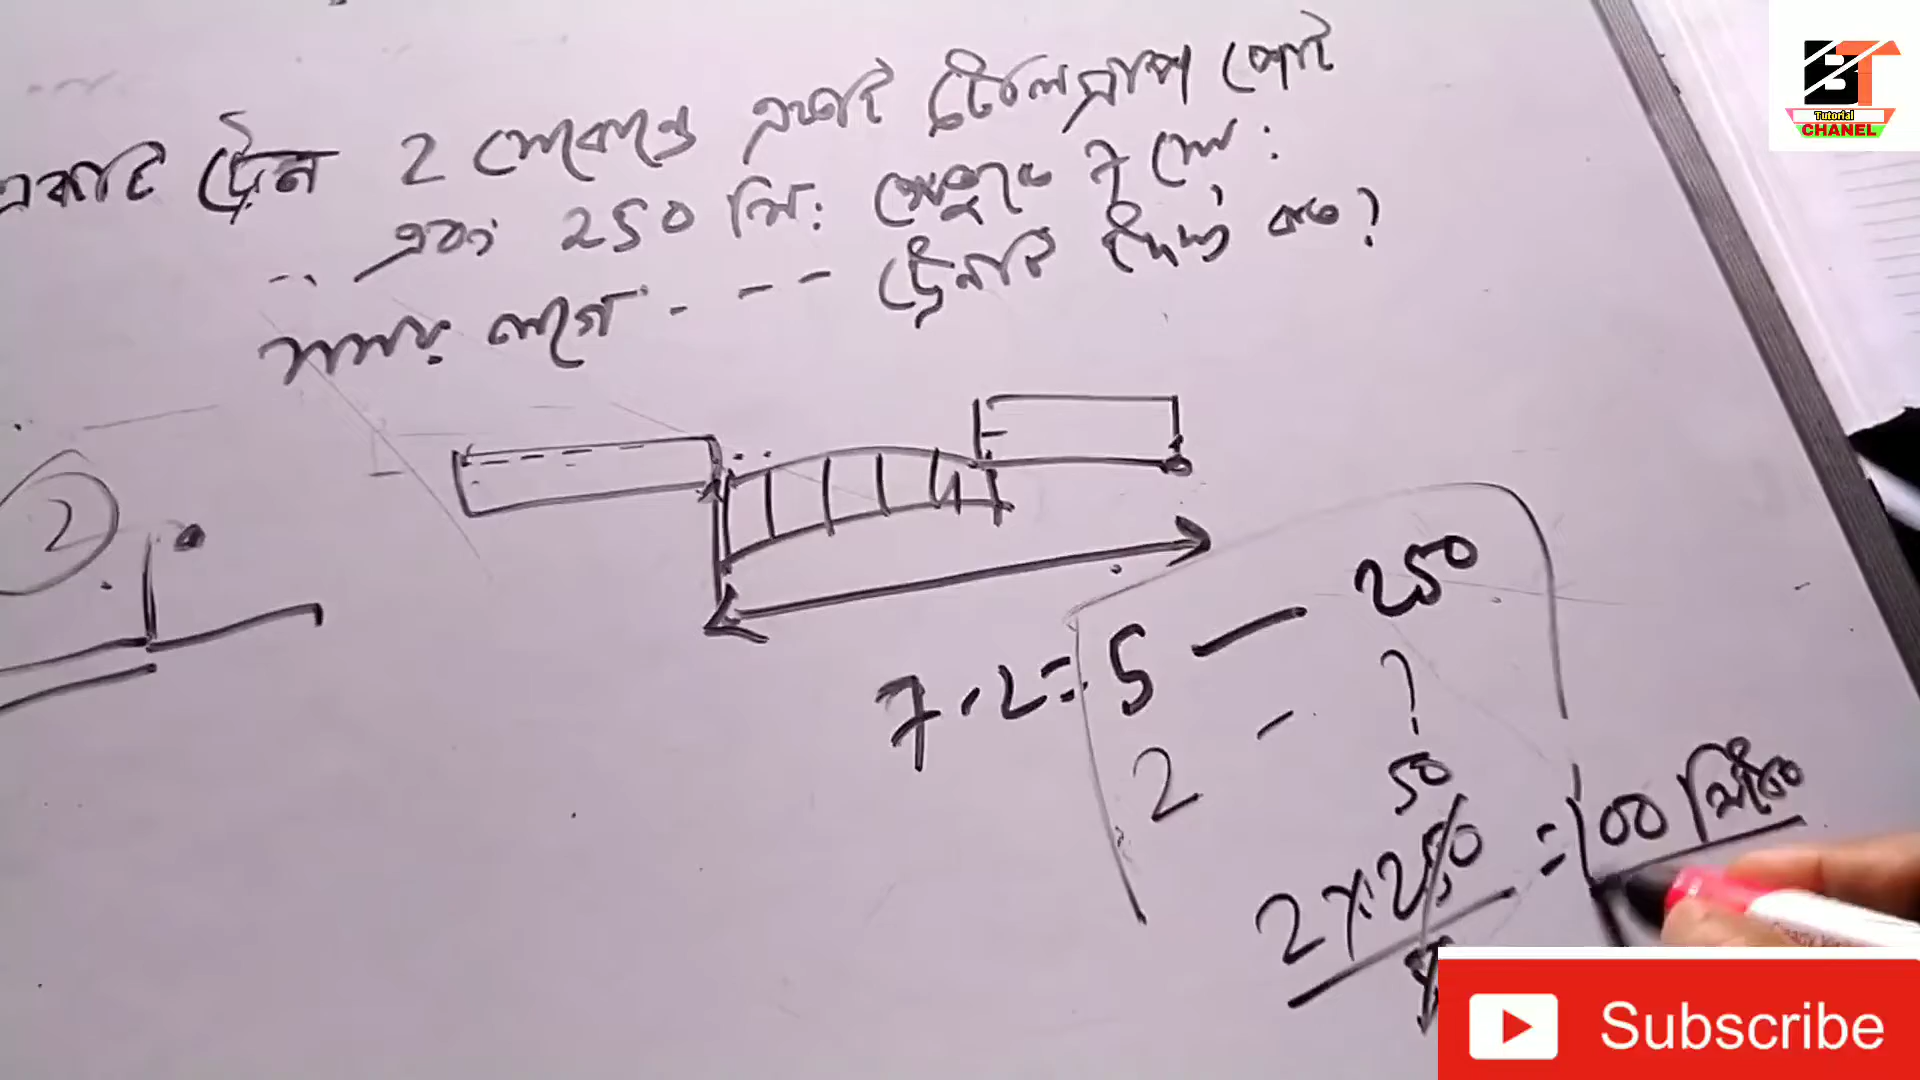 একটি ট্রেন 2 সেকেন্ডে একটি টেলিগ্রাপ পোষ্ট
এবং 250 মি: সেতুতে 7 সে:
সময় লাগে - - - ট্রেনটি দৈর্ঘ্য কত?
2
7 - 2 = 5 — 250
2 - ?
50
2 x 250 = 100 মিটার
5
BT
Tutorial
CHANEL
Subscribe